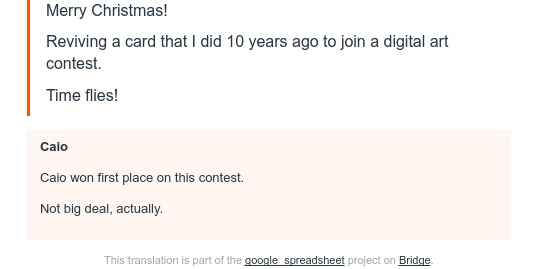 Merry Christmas!
Reviving a card that I did 10 years ago to join a digital art
contest.
Time flies!
Caio
Caio won first place on this contest.
Not big deal, actually.
This translation is part of the google_spreadsheet project on Bridge.